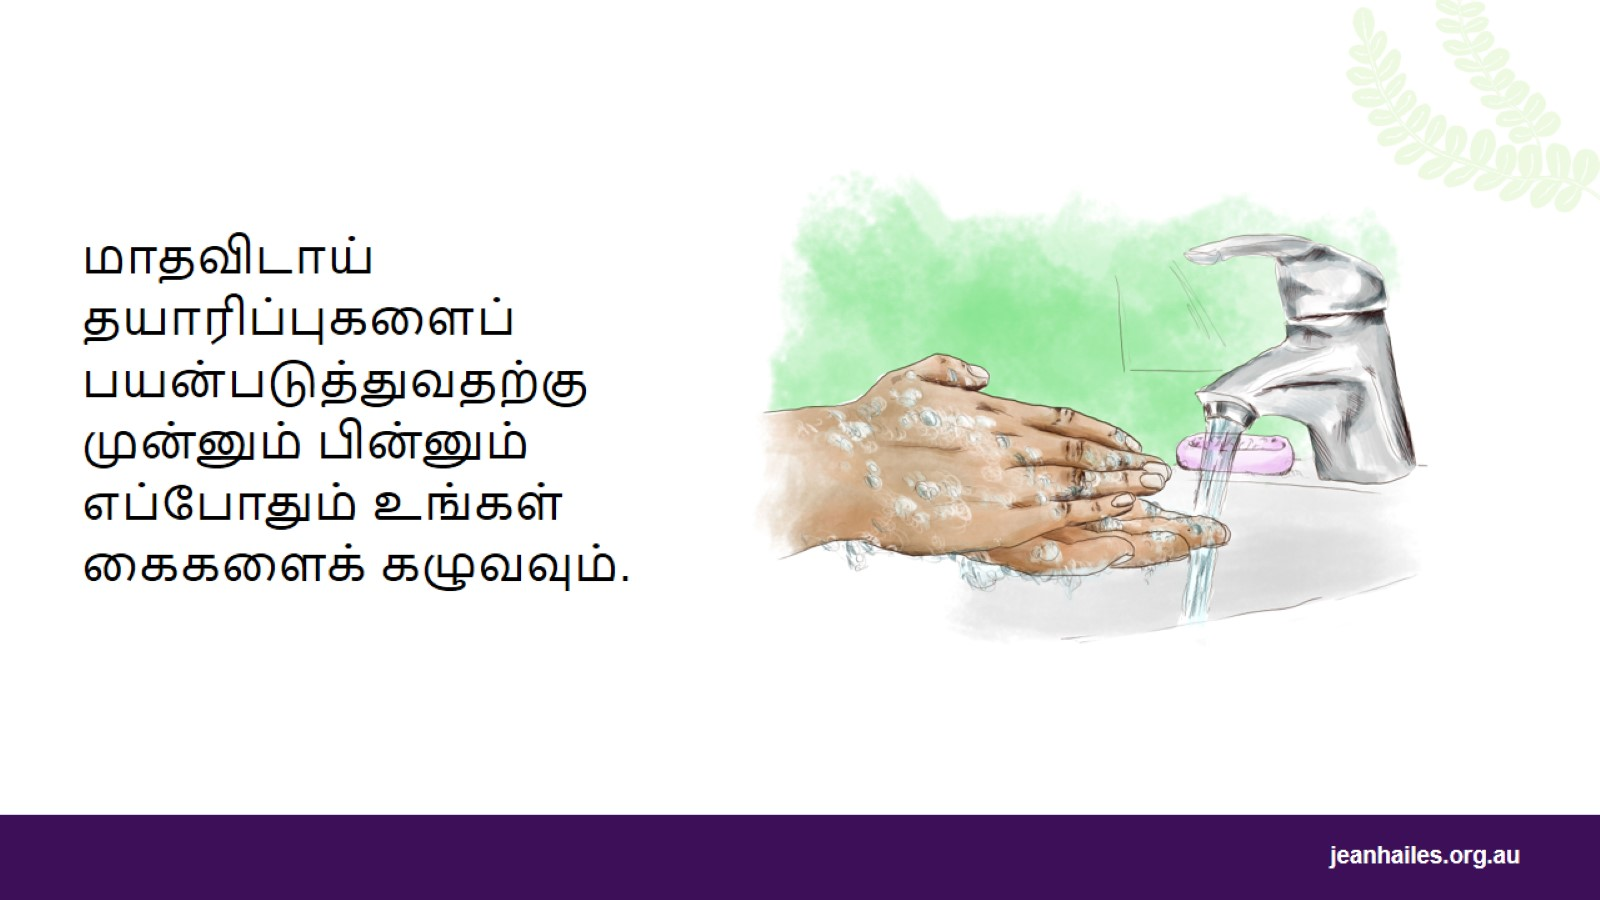 மாதவிடாய்
தயாரிப்புகளைப்
பயன்படுத்துவதற்கு
முன்னும் பின்னும்
எப்போதும் உங்கள்
கைகளைக் கழுவவும்.
jeanhailes.org.au